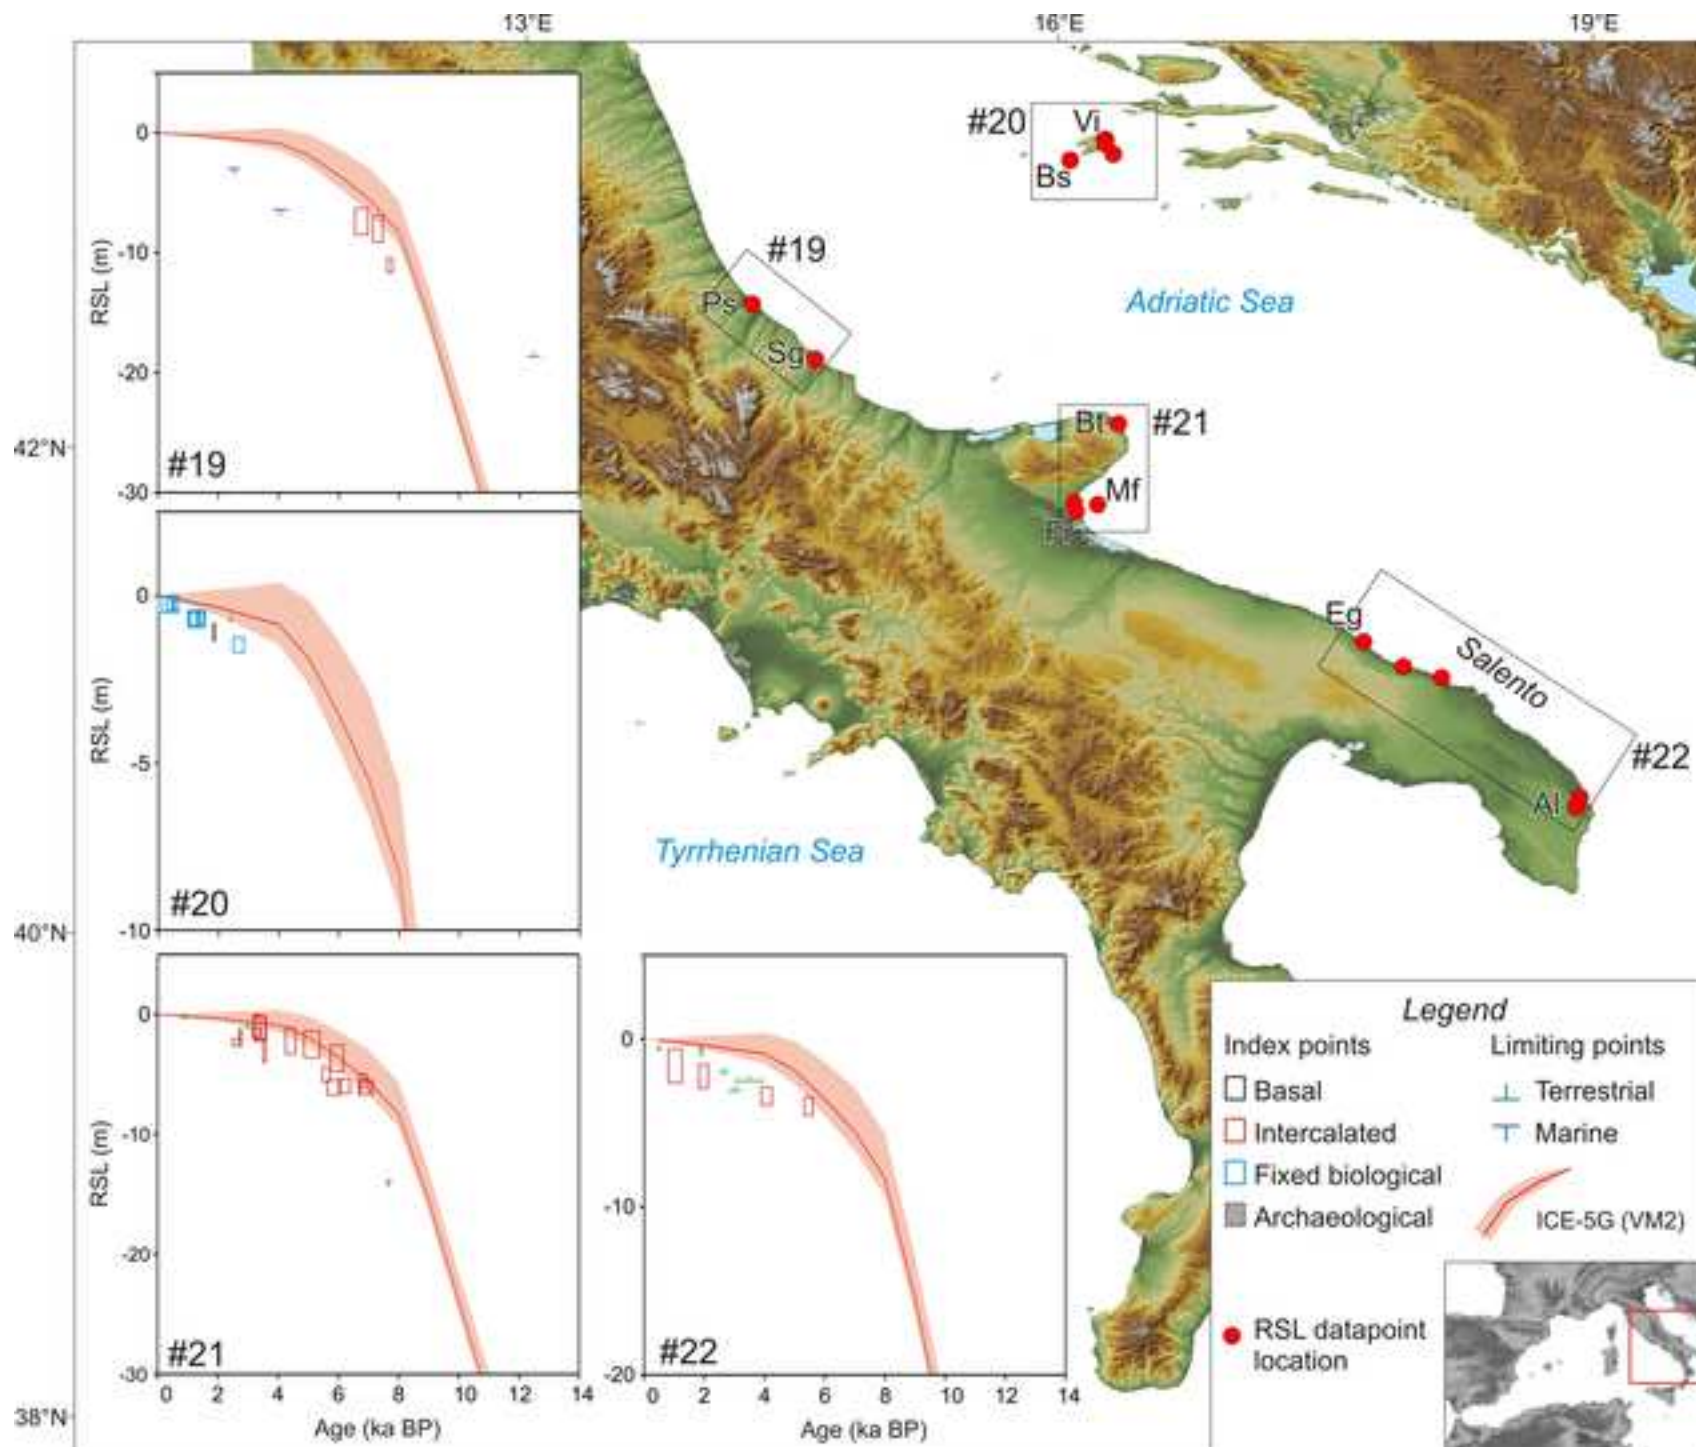 13°E
16°E
19°E
42°N
40°N
38°N
#20
Vi
Bs
#19
Ps
Sg
Adriatic Sea
Bt
#21
Mf
Eg
Salento
#22
Al
Tyrrhenian Sea
RSL (m)
0
-10
-20
-30
#19
RSL (m)
0
-5
-10
#20
RSL (m)
0
-10
-20
-30
#21
0 2 4 6 8 10 12 14
Age (ka BP)
0
-10
-20
#22
0 2 4 6 8 10 12 14
Age (ka BP)
Legend
Index points
Basal
Intercalated
Fixed biological
Archaeological
Limiting points
Terrestrial
Marine
ICE-5G (VM2)
RSL datapoint
location